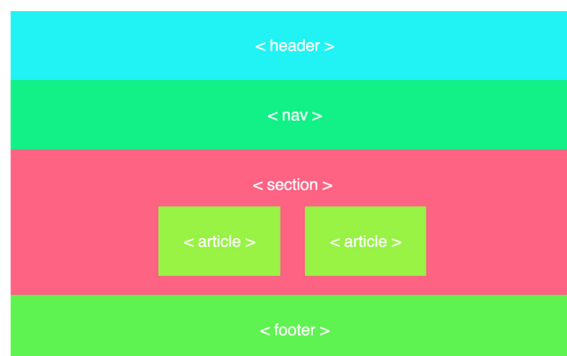 < header >
< nav >
< section >
< article > < article >
< footer >